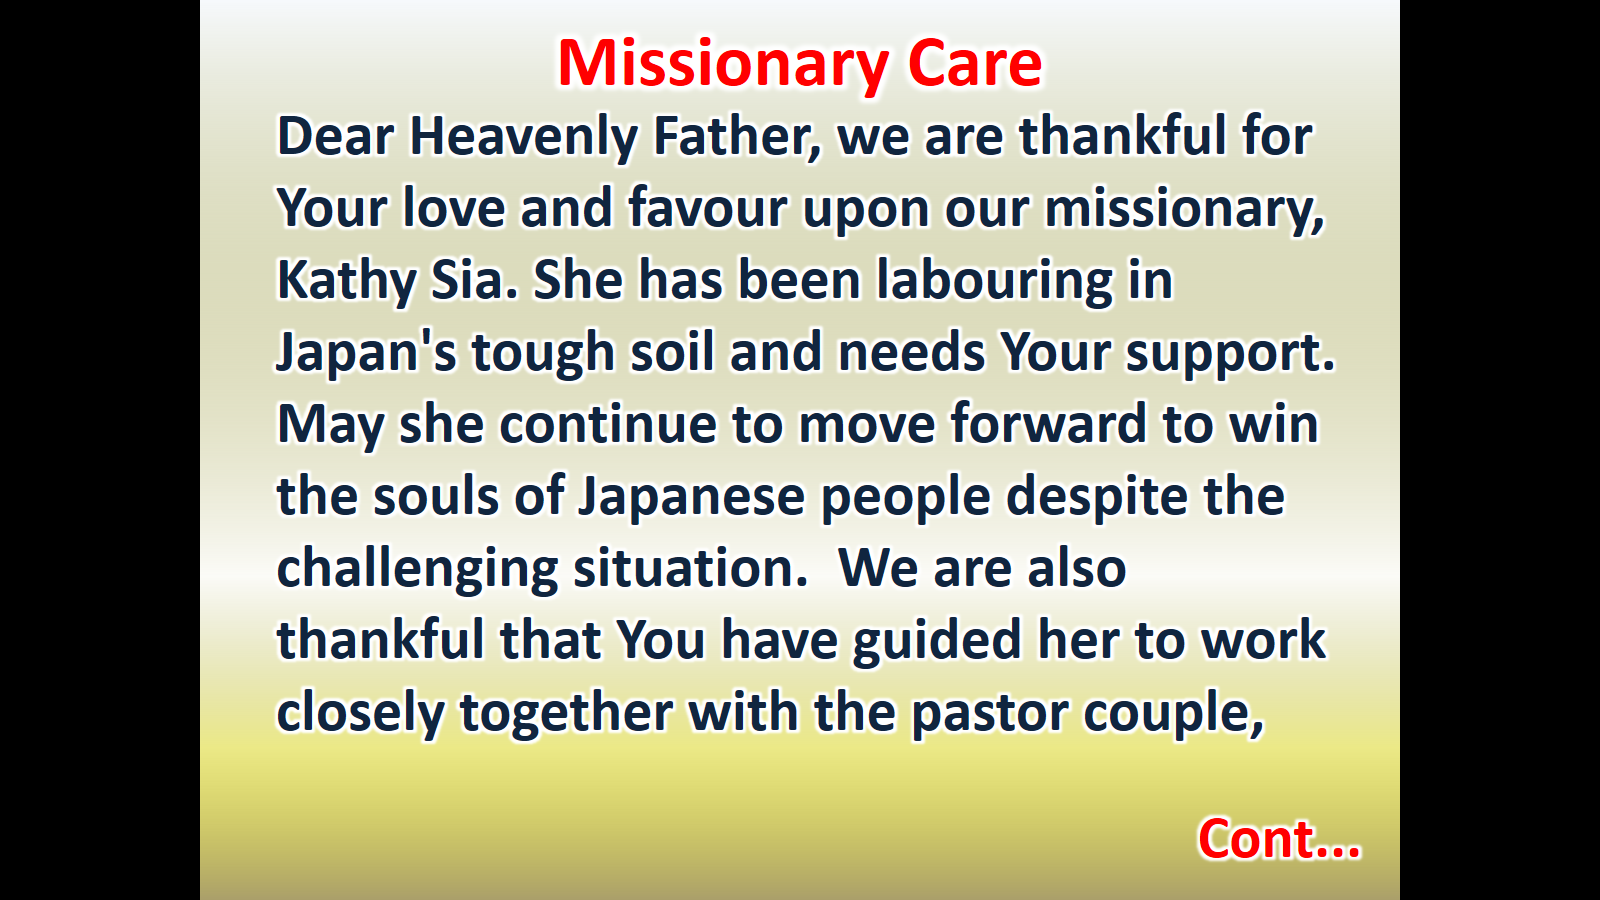 Missionary Care
Dear Heavenly Father, we are thankful for
Your love and favour upon our missionary,
Kathy Sia. She has been labouring in
Japan's tough soil and needs Your support.
May she continue to move forward to win
the souls of Japanese people despite the
challenging situation.  We are also
thankful that You have guided her to work
closely together with the pastor couple,
Cont...